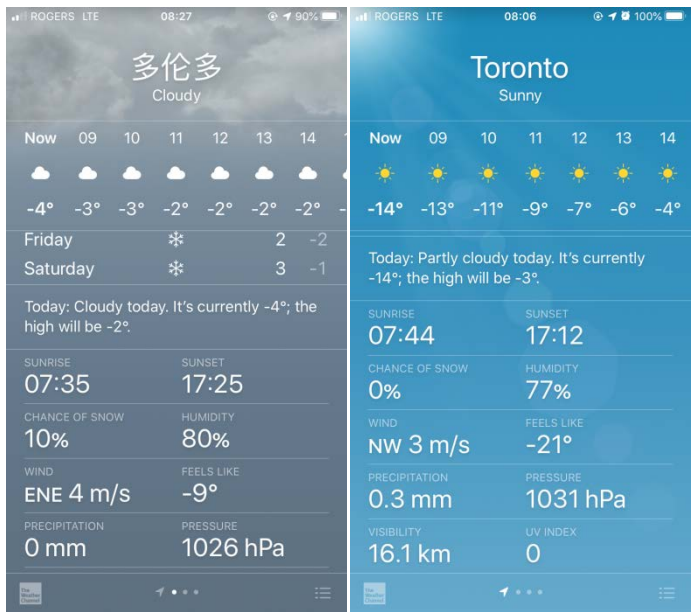 ROGERS LTE 08:27 90%
多伦多
Cloudy
Now 09 10 11 12 13 14
-4° -3° -3° -2° -2° -2° -2°
Friday 2 -2
Saturday 3 -1
Today: Cloudy today. It's currently -4°; the
high will be -2°.
SUNRISE SUNSET
07:35 17:25
CHANCE OF SNOW HUMIDITY
10% 80%
WIND FEELS LIKE
ENE 4 m/s -9°
PRECIPITATION PRESSURE
0 mm 1026 hPa
The Weather Channel
ROGERS LTE 08:06 100%
Toronto
Sunny
Now 09 10 11 12 13 14
-14° -13° -11° -9° -7° -6° -4°
Today: Partly cloudy today. It's currently
-14°; the high will be -3°.
SUNRISE SUNSET
07:44 17:12
CHANCE OF SNOW HUMIDITY
0% 77%
WIND FEELS LIKE
NW 3 m/s -21°
PRECIPITATION PRESSURE
0.3 mm 1031 hPa
VISIBILITY UV INDEX
16.1 km 0
The Weather Channel